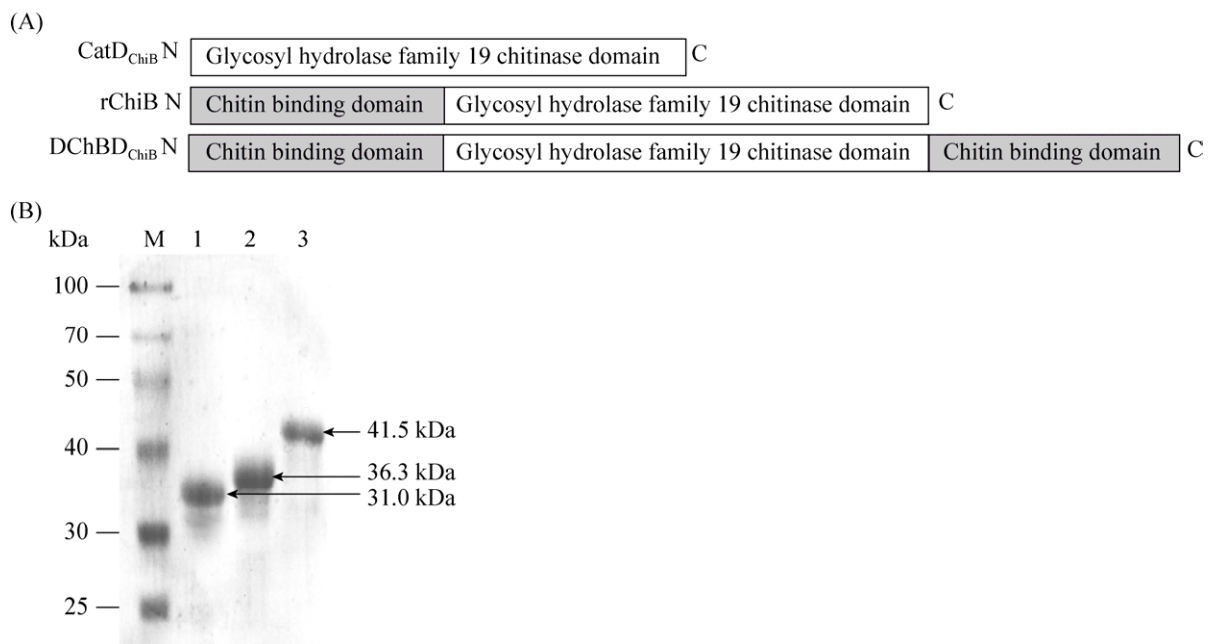 (A)
CatD_ChiB N Glycosyl hydrolase family 19 chitinase domain C
rChiB N Chitin binding domain Glycosyl hydrolase family 19 chitinase domain C
DChBD_ChiB N Chitin binding domain Glycosyl hydrolase family 19 chitinase domain Chitin binding domain C
(B)
kDa M 1 2 3
100
70
50
41.5 kDa
40
36.3 kDa
31.0 kDa
30
25